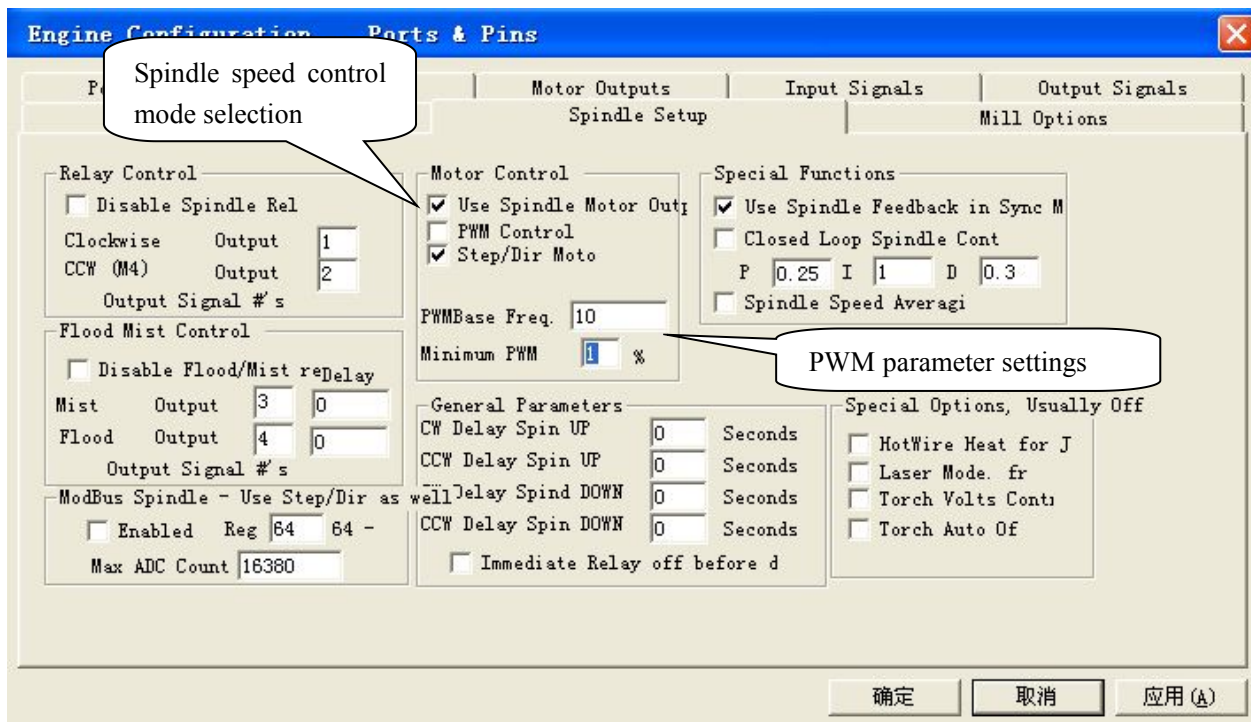 Engine Configuration Ports & Pins
Spindle speed control
mode selection
Motor Outputs
Input Signals
Output Signals
Spindle Setup
Mill Options
Relay Control
Disable Spindle Rel
Clockwise Output 1
CCW (M4) Output 2
Output Signal #'s
Flood Mist Control
Disable Flood/Mist re
Delay
Mist Output 3 0
Flood Output 4 0
Output Signal #'s
ModBus Spindle - Use Step/Dir as well
Enabled Reg 64 64 -
Max ADC Count 16380
Motor Control
Use Spindle Motor Outp
PWM Control
Step/Dir Moto
PWMBase Freq. 10
Minimum PWM 1 %
General Parameters
CW Delay Spin UP 0 Seconds
CCW Delay Spin UP 0 Seconds
Delay Spind DOWN 0 Seconds
CCW Delay Spin DOWN 0 Seconds
Immediate Relay off before d
Special Functions
Use Spindle Feedback in Sync M
Closed Loop Spindle Cont
P 0.25 I 1 D 0.3
Spindle Speed Averagi
PWM parameter settings
Special Options, Usually Off
HotWire Heat for J
Laser Mode. fr
Torch Volts Cont
Torch Auto Of
确定
取消
应用(A)